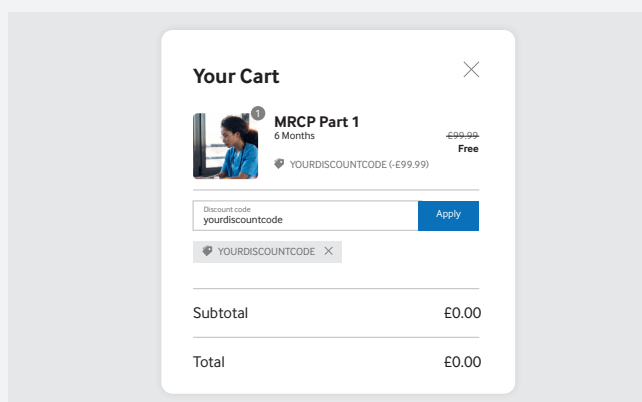 Your Cart
1
MRCP Part 1
6 Months
£99.99
Free
YOURDISCOUNTCODE (-£99.99)
Discount code
yourdiscountcode
Apply
YOURDISCOUNTCODE
Subtotal £0.00
Total £0.00